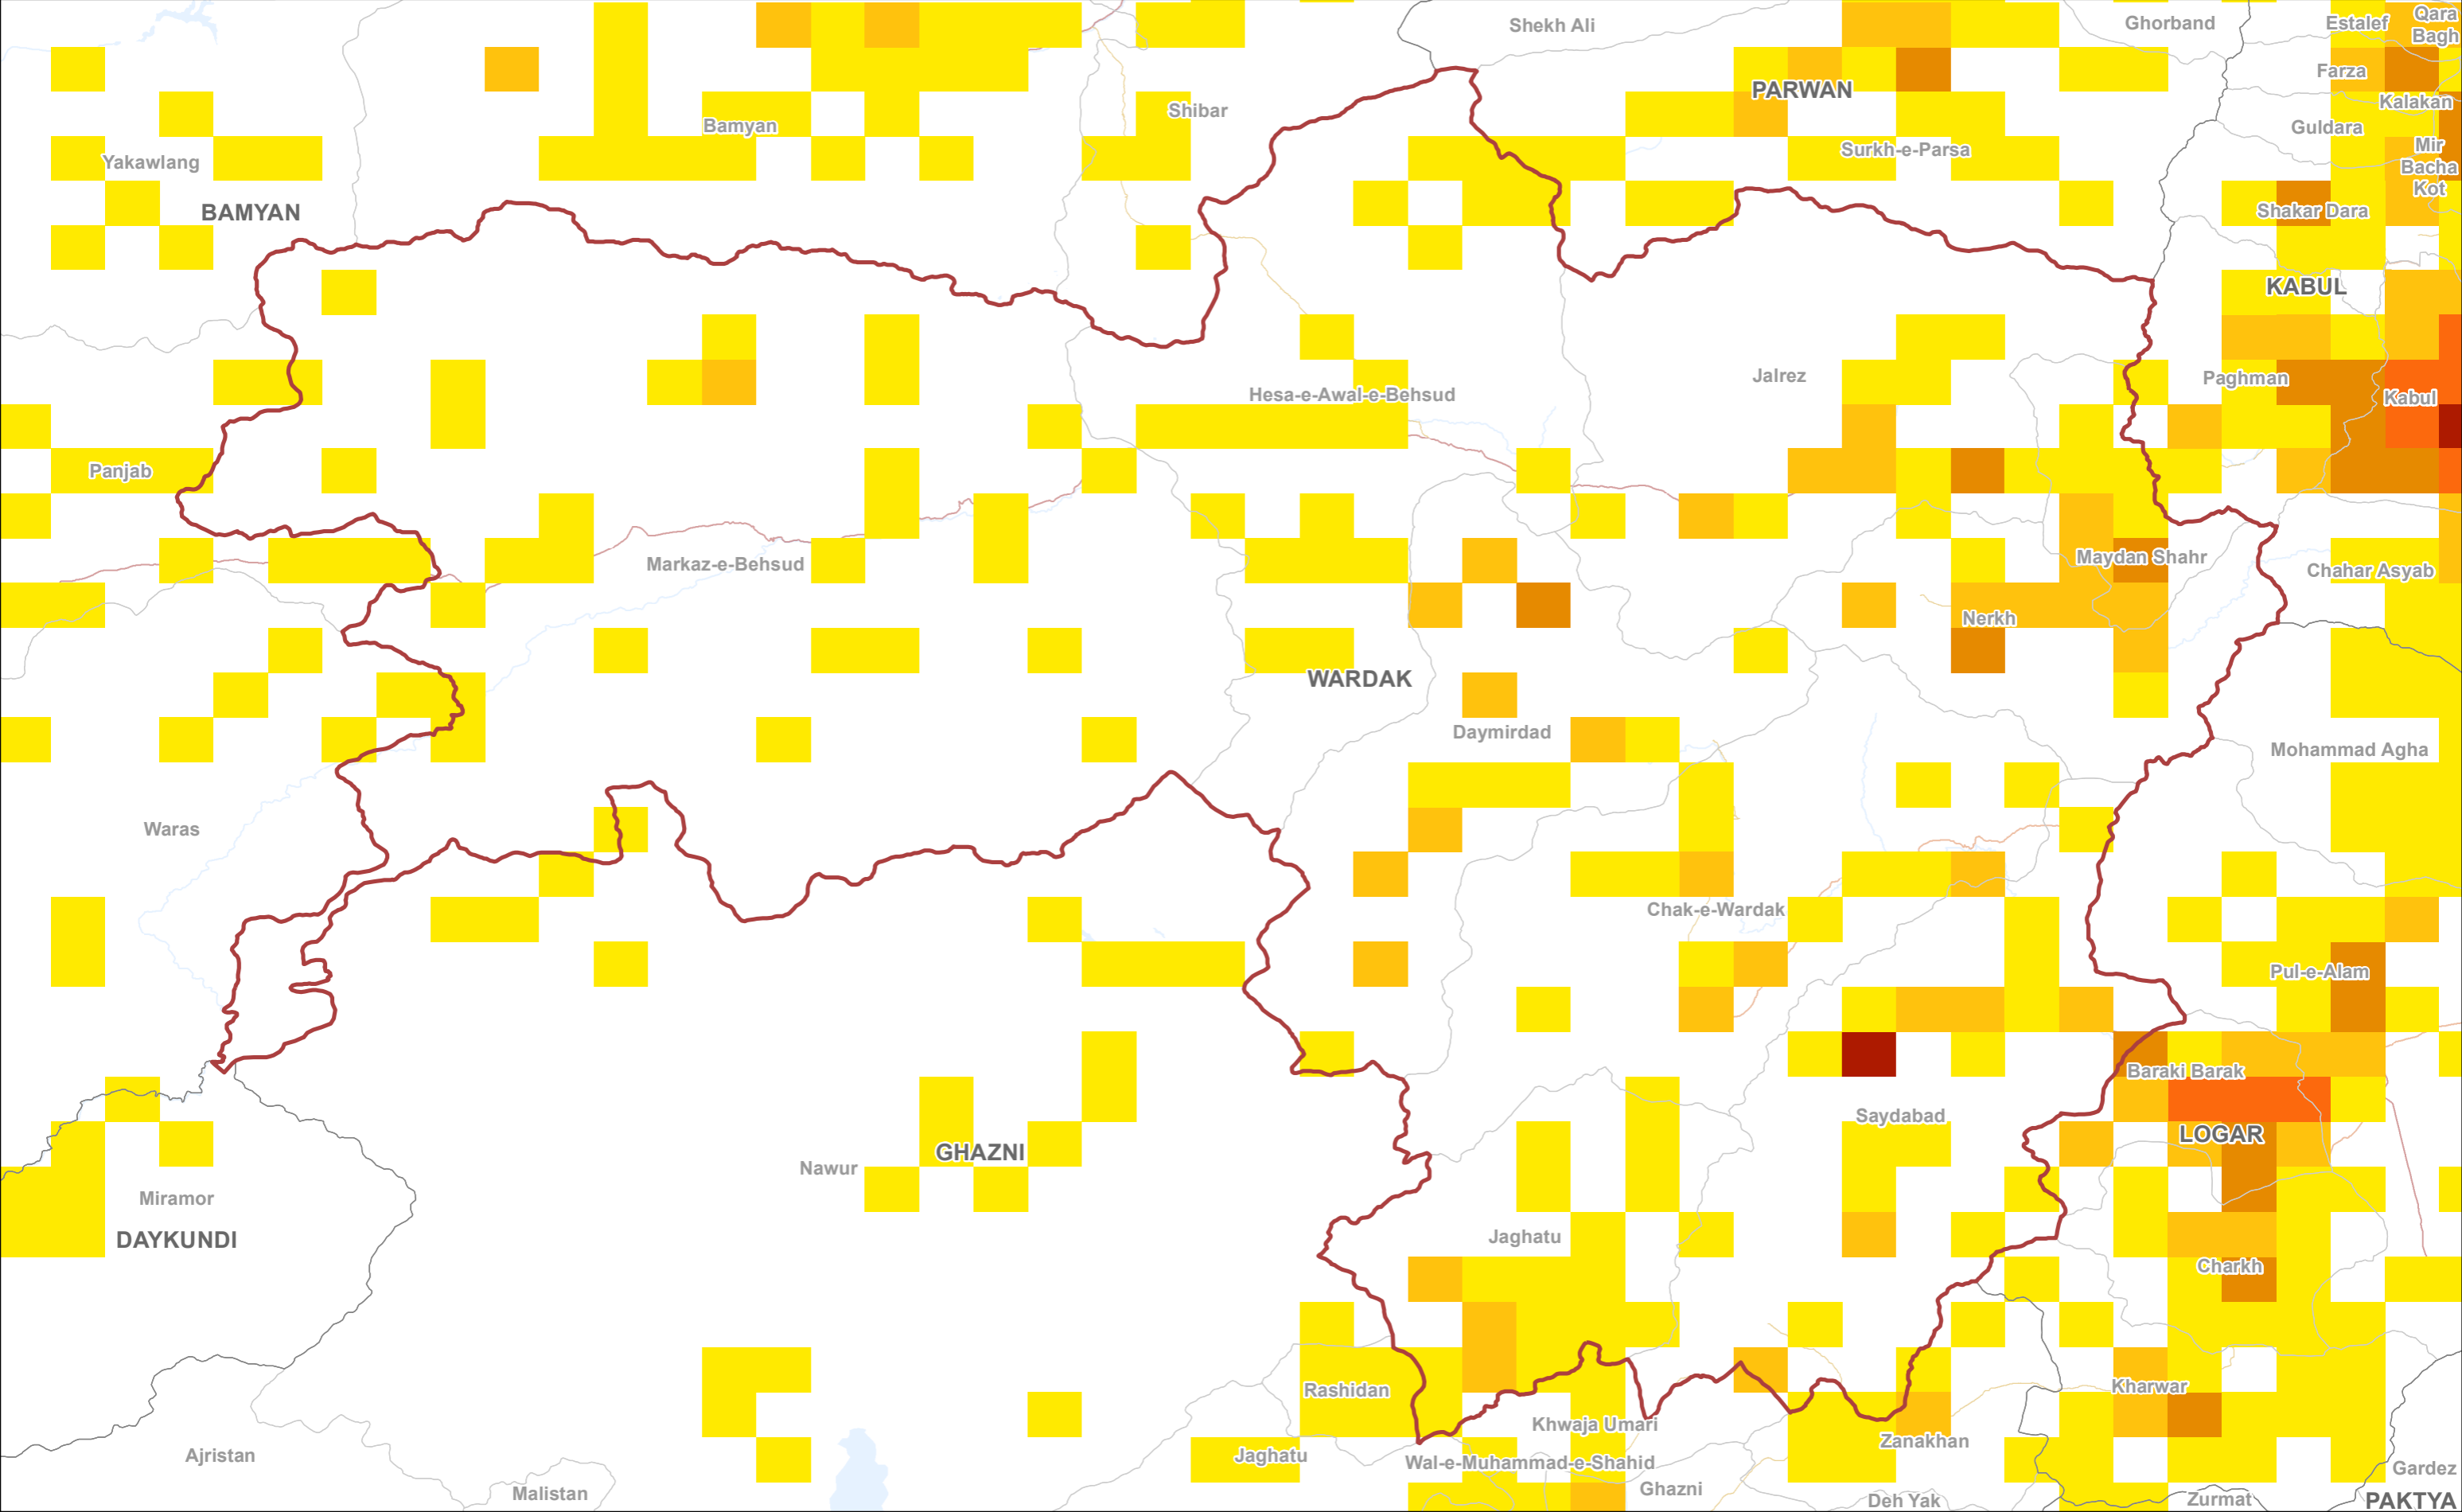 Shekh Ali
Ghorband
Estalef
Qara
Bagh
Farza
PARWAN
Kalakan
Shibar
Bamyan
Guldara
Surkh-e-Parsa
Mir
Bacha
Kot
Yakawlang
BAMYAN
Shakar Dara
KABUL
Jalrez
Paghman
Hesa-e-Awal-e-Behsud
Kabul
Panjab
Markaz-e-Behsud
Maydan Shahr
Chahar Asyab
Nerkh
WARDAK
Daymirdad
Mohammad Agha
Waras
Chak-e-Wardak
Pul-e-Alam
Baraki Barak
Saydabad
LOGAR
GHAZNI
Nawur
Miramor
DAYKUNDI
Jaghatu
Charkh
Rashidan
Kharwar
Khwaja Umari
Zanakhan
Ajristan
Jaghatu
Wal-e-Muhammad-e-Shahid
Gardez
Malistan
Ghazni
Deh Yak
Zurmat
PAKTYA